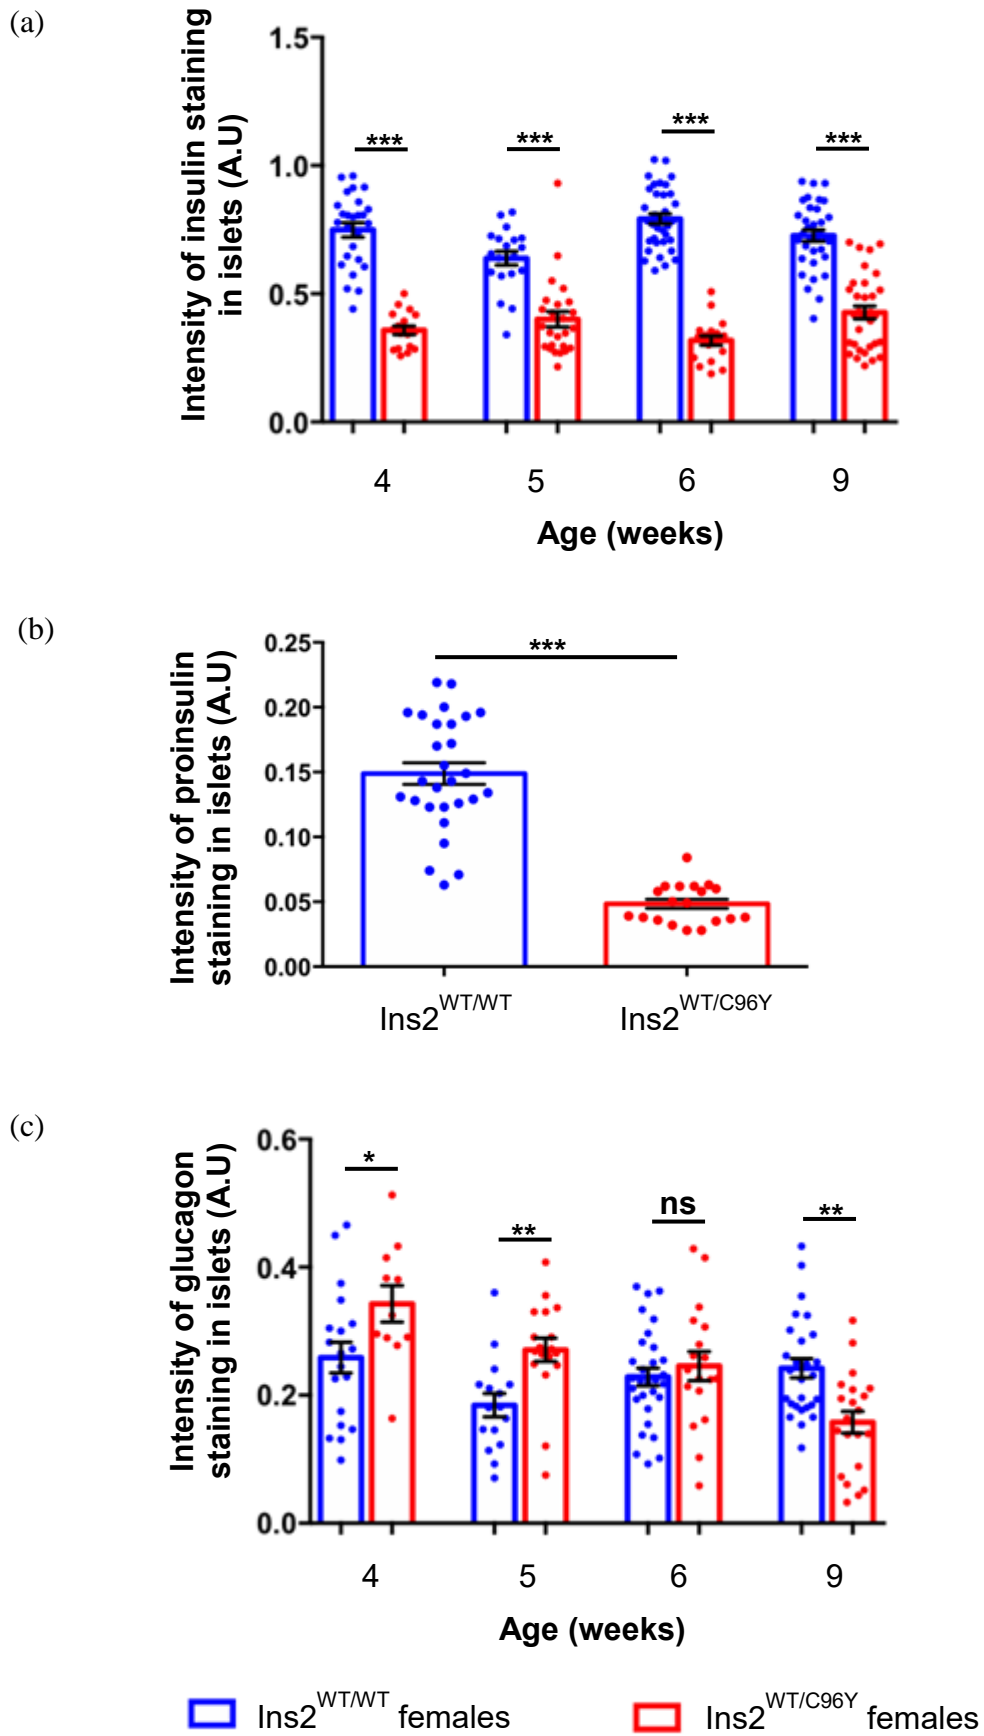 (a)
Intensity of insulin staining
in islets (A.U)
1.5
1.0
0.5
0.0
***
***
***
***
4
5
6
9
Age (weeks)
(b)
Intensity of proinsulin
staining in islets (A.U)
0.25
0.20
0.15
0.10
0.05
0.00
***
Ins2WT/WT
Ins2WT/C96Y
(c)
Intensity of glucagon
staining in islets (A.U)
0.6
0.4
0.2
0.0
*
**
ns
**
4
5
6
9
Age (weeks)
Ins2WT/WT females
Ins2WT/C96Y females